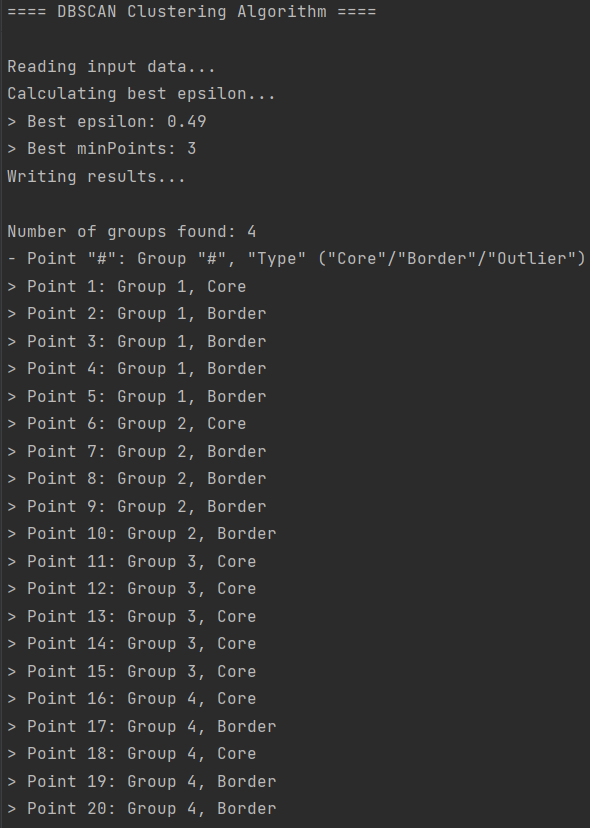 ==== DBSCAN Clustering Algorithm ====
Reading input data...
Calculating best epsilon...
> Best epsilon: 0.49
> Best minPoints: 3
Writing results...
Number of groups found: 4
- Point "#": Group "#", "Type" ("Core"/"Border"/"Outlier")
> Point 1: Group 1, Core
> Point 2: Group 1, Border
> Point 3: Group 1, Border
> Point 4: Group 1, Border
> Point 5: Group 1, Border
> Point 6: Group 2, Core
> Point 7: Group 2, Border
> Point 8: Group 2, Border
> Point 9: Group 2, Border
> Point 10: Group 2, Border
> Point 11: Group 3, Core
> Point 12: Group 3, Core
> Point 13: Group 3, Core
> Point 14: Group 3, Core
> Point 15: Group 3, Core
> Point 16: Group 4, Core
> Point 17: Group 4, Border
> Point 18: Group 4, Core
> Point 19: Group 4, Border
> Point 20: Group 4, Border